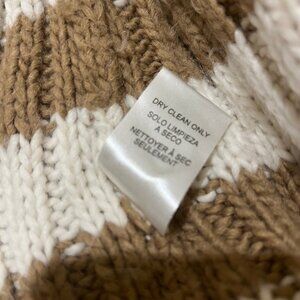 DRY CLEAN ONLY
SOLO LIMPIEZA
A SECO
NETTOYER À SEC
SEULEMENT